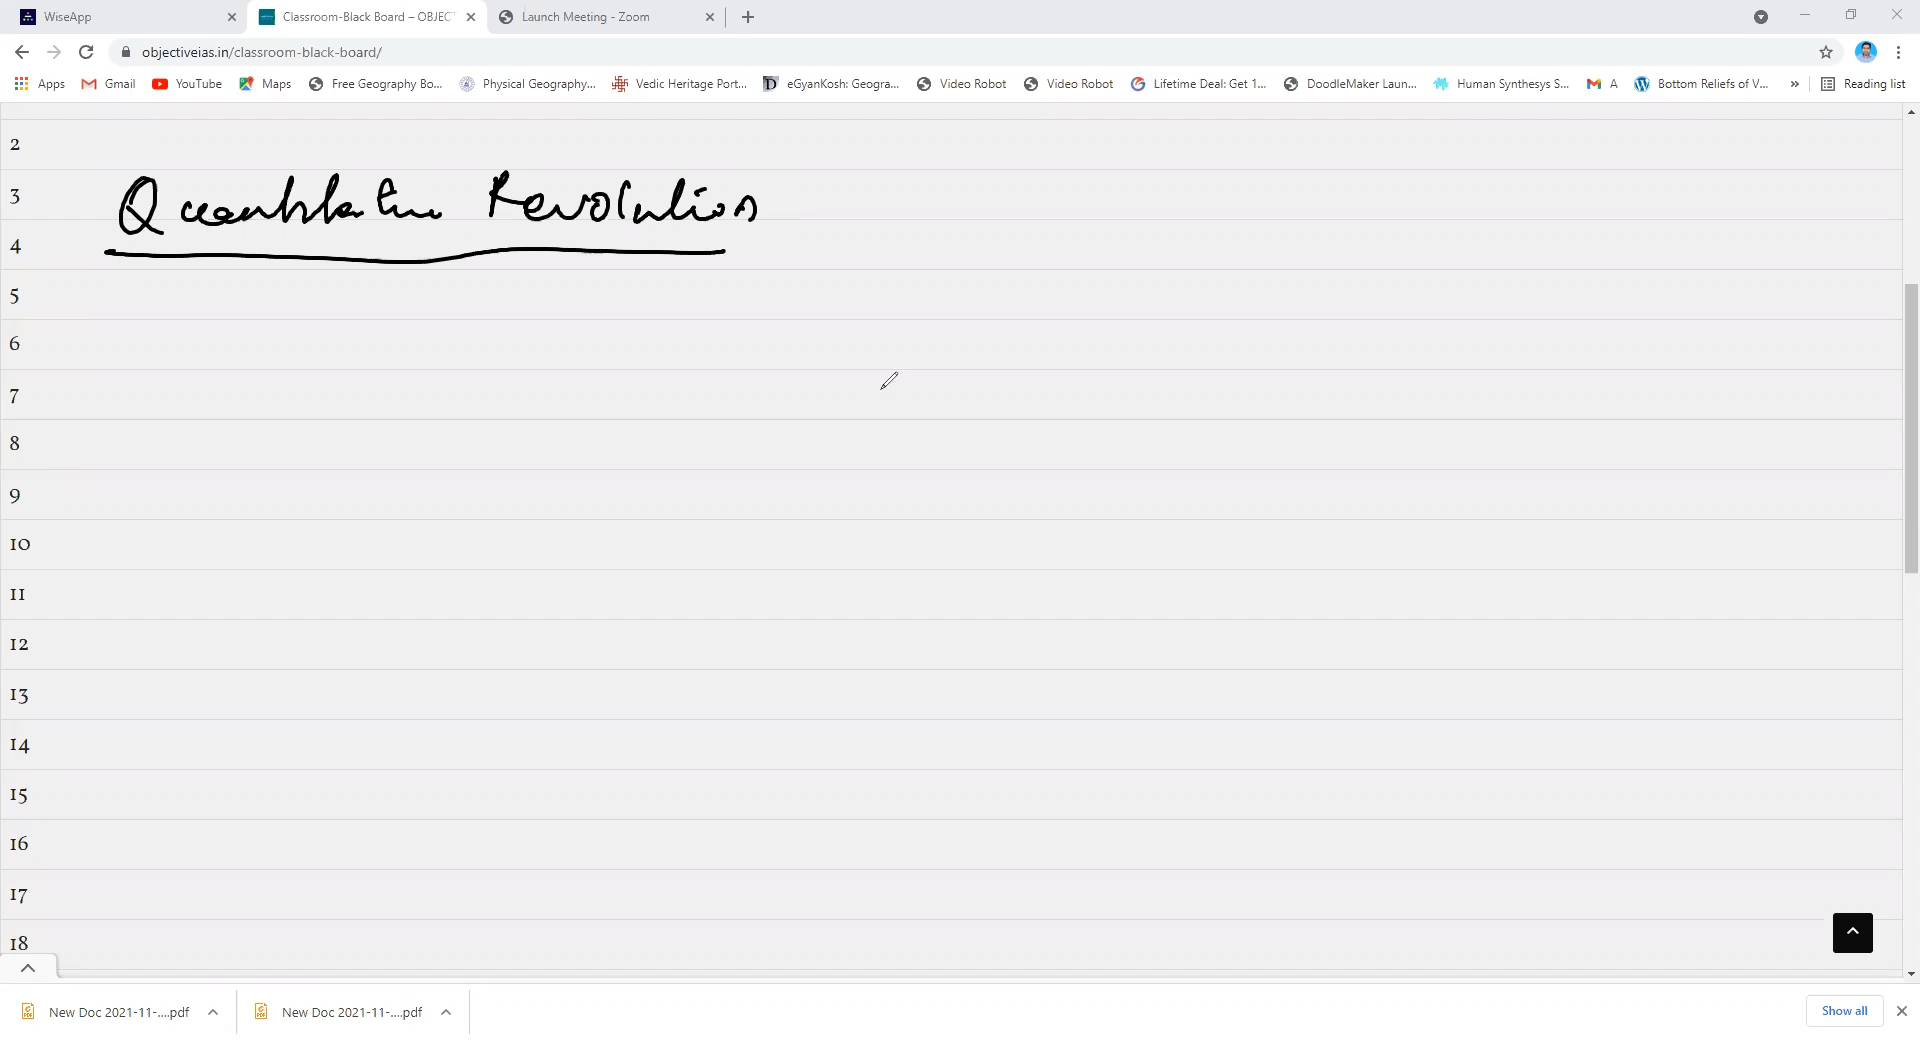 WiseApp
Classroom-Black Board – OBJECT
Launch Meeting - Zoom
objectiveias.in/classroom-black-board/
Apps Gmail YouTube Maps Free Geography Bo... Physical Geography... Vedic Heritage Port... eGyanKosh: Geogra... Video Robot Video Robot Lifetime Deal: Get 1... DoodleMaker Laun... Human Synthesys S... A Bottom Reliefs of V... » Reading list
2
3 Quantitative Revolution
4
5
6
7
8
9
10
11
12
13
14
15
16
17
18
New Doc 2021-11-....pdf New Doc 2021-11-....pdf Show all